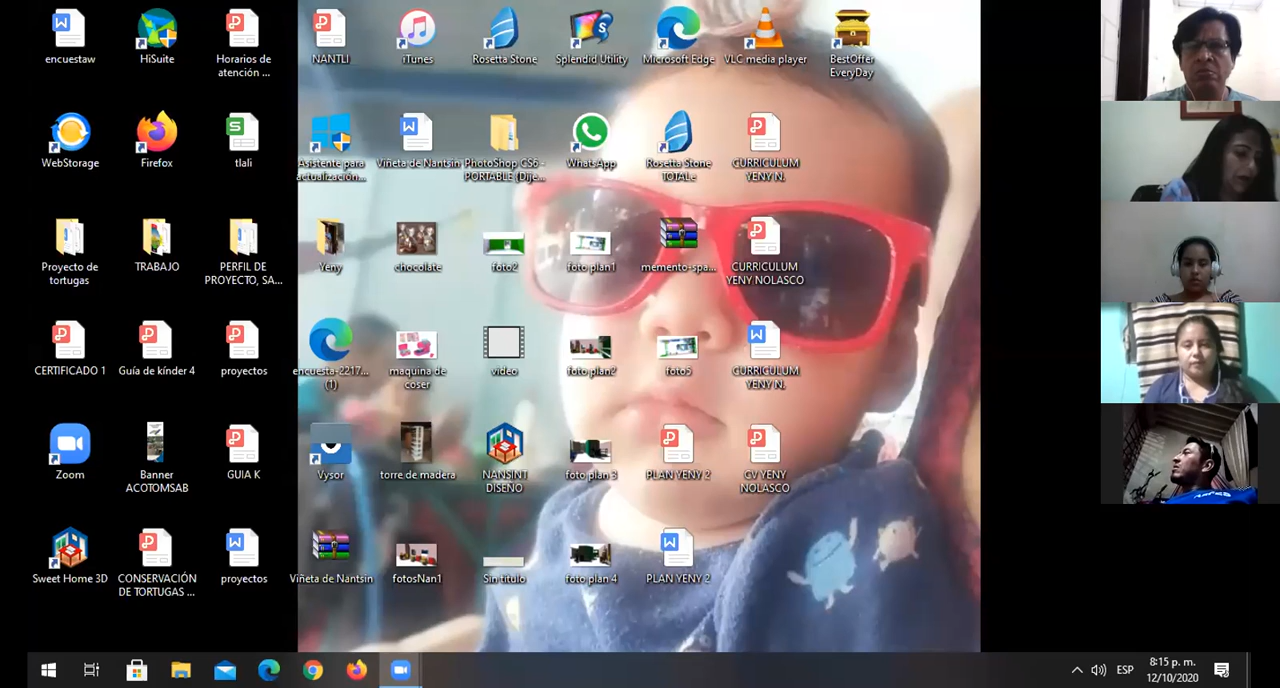 encuestaw
HiSuite
Horarios de
atención ...
NANTLI
iTunes
Rosetta Stone
Splendid Utility
Microsoft Edge
VLC media player
BestOffer
EveryDay
WebStorage
Firefox
tlali
Asistente para
actualización...
Viñeta de Nantsin
PhotoShop CS6 -
PORTABLE (Dije...
WhatsApp
Rosetta Stone
TOTALe
CURRICULUM
YENY N.
Proyecto de
tortugas
TRABAJO
PERFIL DE
PROYECTO, SA...
Yeny
chocolate
foto2
foto plan1
memento-spa...
CURRICULUM
YENY NOLASCO
CERTIFICADO 1
Guía de kínder 4
proyectos
encuesta-2217...
(1)
maquina de
coser
video
foto plan2
foto5
CURRICULUM
YENY N.
Zoom
Banner
ACOTOMSAB
GUIA K
Vysor
torre de madera
NANSINT
DISEÑO
foto plan 3
PLAN YENY 2
CV YENY
NOLASCO
Sweet Home 3D
CONSERVACIÓN
DE TORTUGAS ...
proyectos
Viñeta de Nantsin
fotosNan1
Sin título
foto plan 4
PLAN YENY 2
ESP
8:15 p. m.
12/10/2020